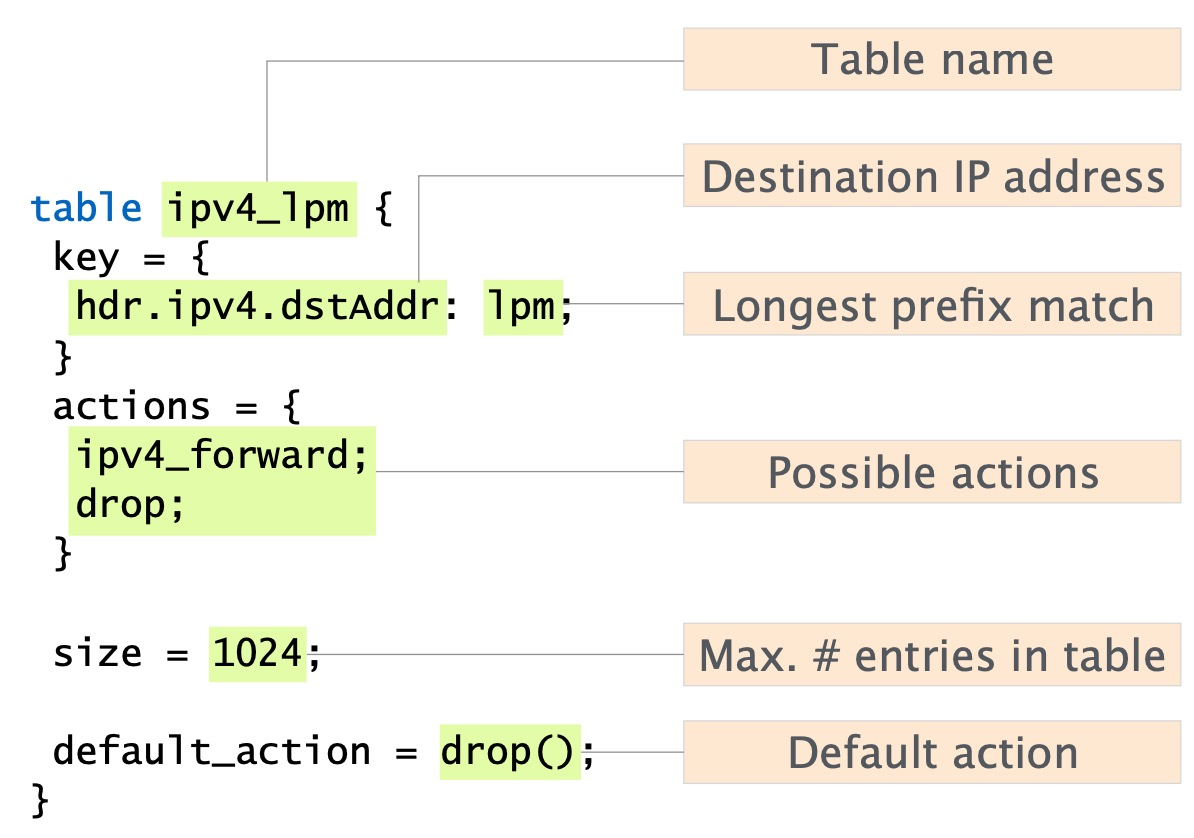 Table name
Destination IP address
table ipv4_lpm {
key = {
hdr.ipv4.dstAddr: lpm;
Longest prefix match
}
actions = {
ipv4_forward;
drop;
Possible actions
}
size = 1024;
Max. # entries in table
default_action = drop();
Default action
}